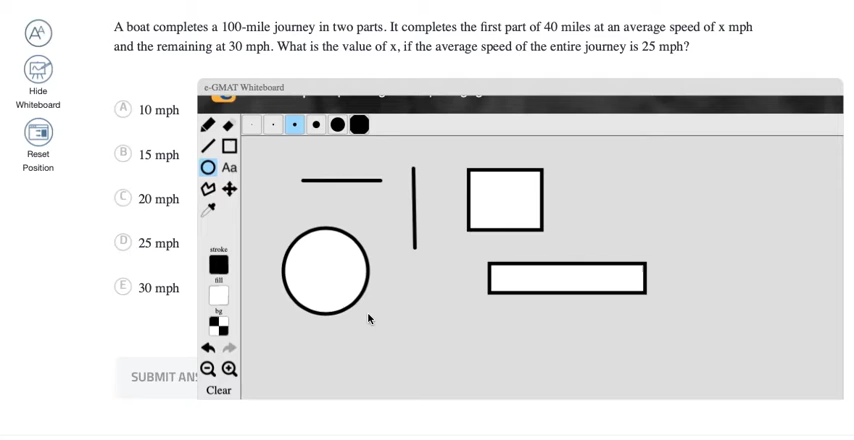 A boat completes a 100-mile journey in two parts. It completes the first part of 40 miles at an average speed of x mph
and the remaining at 30 mph. What is the value of x, if the average speed of the entire journey is 25 mph?
AA
Hide
Whiteboard
Reset
Position
e-GMAT Whiteboard
A 10 mph
B 15 mph
C 20 mph
D 25 mph
E 30 mph
Aa
stroke
fill
bg
Clear
SUBMIT ANS